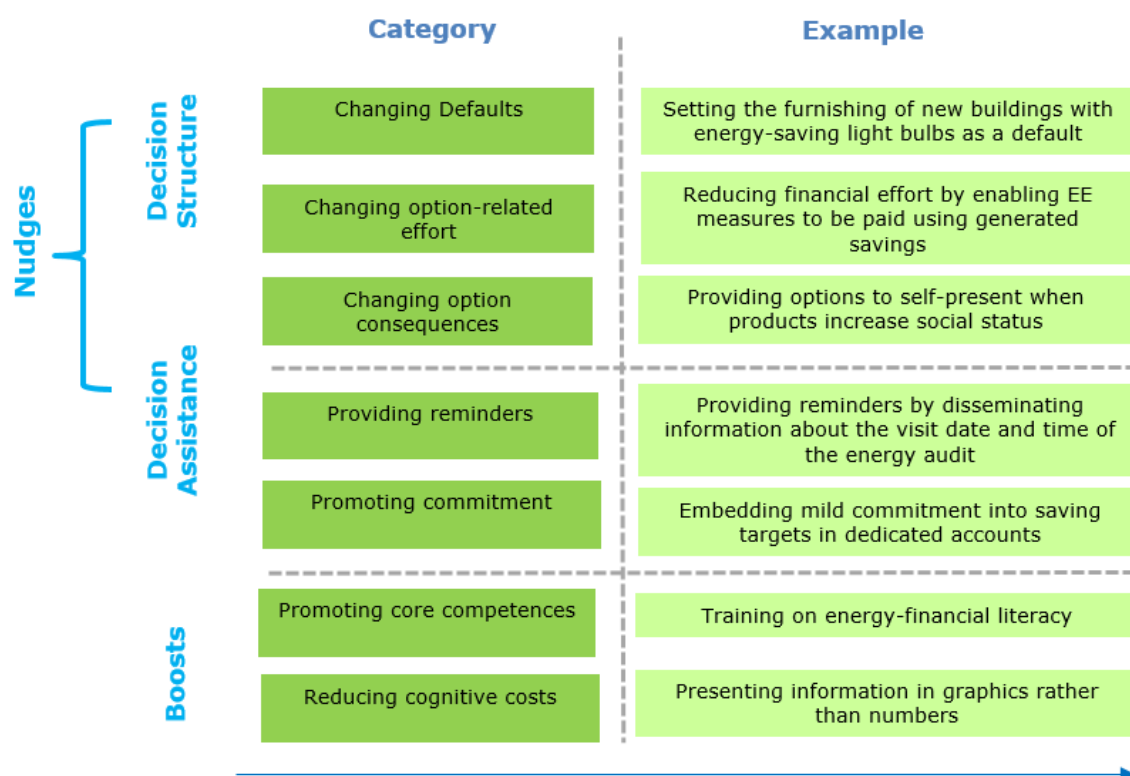 Category
Example
Nudges
Decision
Structure
Changing Defaults
Setting the furnishing of new buildings with
energy-saving light bulbs as a default
Changing option-related
effort
Reducing financial effort by enabling EE
measures to be paid using generated
savings
Changing option
consequences
Providing options to self-present when
products increase social status
Decision
Assistance
Providing reminders
Providing reminders by disseminating
information about the visit date and time of
the energy audit
Promoting commitment
Embedding mild commitment into saving
targets in dedicated accounts
Boosts
Promoting core competences
Training on energy-financial literacy
Reducing cognitive costs
Presenting information in graphics rather
than numbers